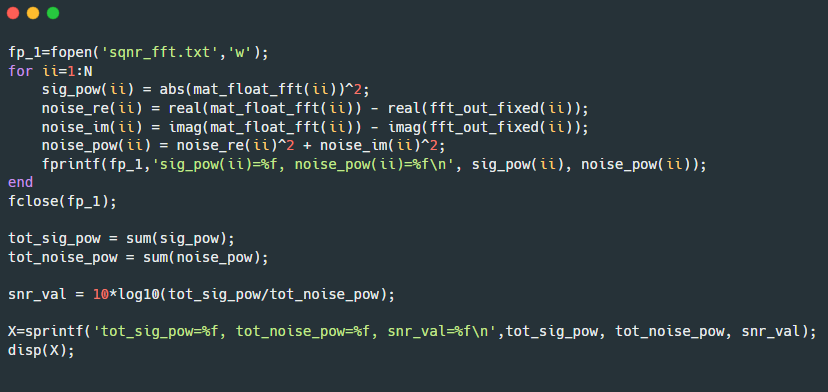 fp_1=fopen('sqnr_fft.txt','w');
for ii=1:N
    sig_pow(ii) = abs(mat_float_fft(ii))^2;
    noise_re(ii) = real(mat_float_fft(ii)) - real(fft_out_fixed(ii));
    noise_im(ii) = imag(mat_float_fft(ii)) - imag(fft_out_fixed(ii));
    noise_pow(ii) = noise_re(ii)^2 + noise_im(ii)^2;
    fprintf(fp_1,'sig_pow(ii)=%f, noise_pow(ii)=%f\n', sig_pow(ii), noise_pow(ii));
end
fclose(fp_1);
tot_sig_pow = sum(sig_pow);
tot_noise_pow = sum(noise_pow);
snr_val = 10*log10(tot_sig_pow/tot_noise_pow);
X=sprintf('tot_sig_pow=%f, tot_noise_pow=%f, snr_val=%f\n',tot_sig_pow, tot_noise_pow, snr_val);
disp(X);